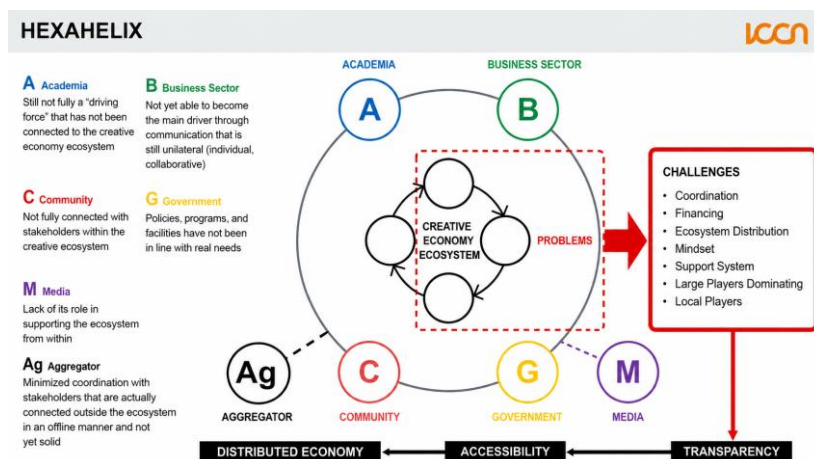 HEXAHELIX
ICCN
A Academia
Still not fully a “driving
force” that has not been
connected to the creative
economy ecosystem
B Business Sector
Not yet able to become
the main driver through
communication that is
still unilateral (individual,
collaborative)
C Community
Not fully connected with
stakeholders within the
creative ecosystem
G Government
Policies, programs, and
facilities have not been
in line with real needs
M Media
Lack of its role in
supporting the ecosystem
from within
Ag Aggregator
Minimized coordination with
stakeholders that are actually
connected outside the ecosystem
in an offline manner and not
yet solid
ACADEMIA
A
BUSINESS SECTOR
B
CREATIVE
ECONOMY
ECOSYSTEM
PROBLEMS
Ag
AGGREGATOR
C
COMMUNITY
G
GOVERNMENT
M
MEDIA
CHALLENGES
• Coordination
• Financing
• Ecosystem Distribution
• Mindset
• Support System
• Large Players Dominating
• Local Players
DISTRIBUTED ECONOMY
ACCESSIBILITY
TRANSPARENCY